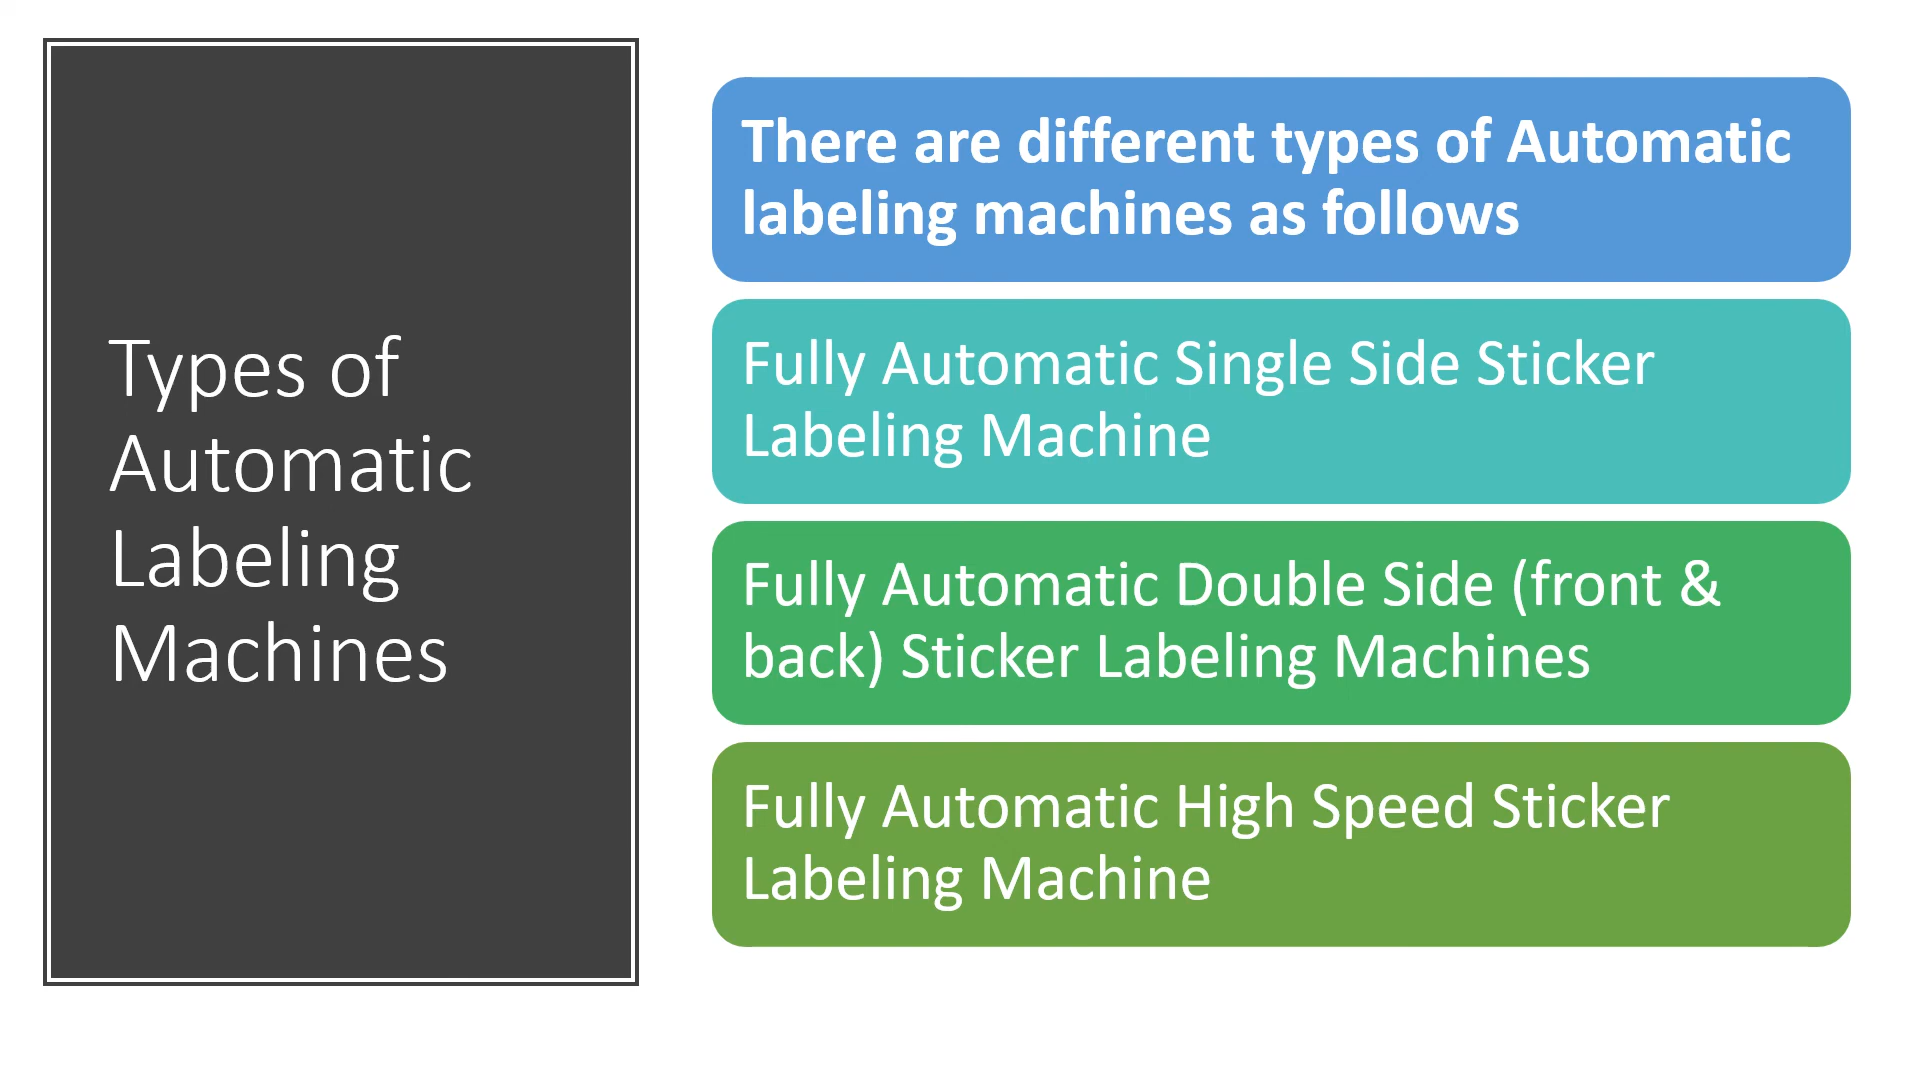 Types of
Automatic
Labeling
Machines
There are different types of Automatic
labeling machines as follows
Fully Automatic Single Side Sticker
Labeling Machine
Fully Automatic Double Side (front &
back) Sticker Labeling Machines
Fully Automatic High Speed Sticker
Labeling Machine